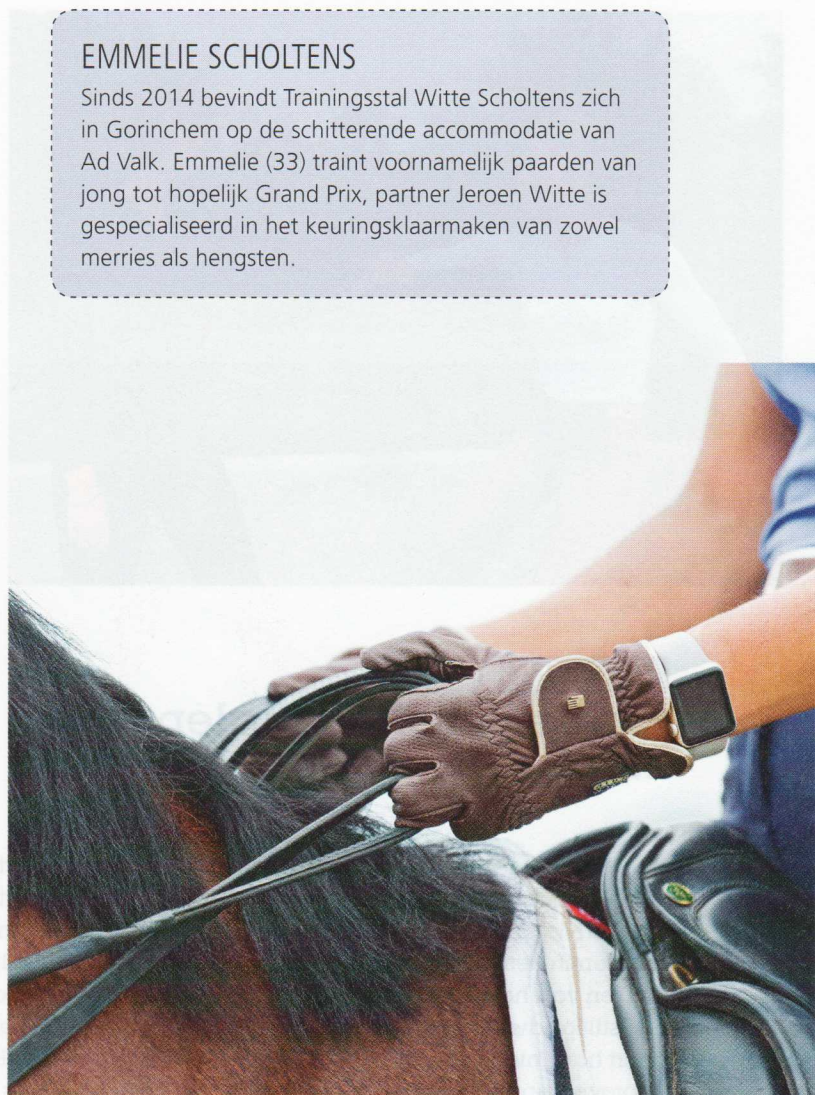 EMMELIE SCHOLTENS
Sinds 2014 bevindt Trainingsstal Witte Scholtens zich
in Gorinchem op de schitterende accommodatie van
Ad Valk. Emmelie (33) traint voornamelijk paarden van
jong tot hopelijk Grand Prix, partner Jeroen Witte is
gespecialiseerd in het keuringsklaarmaken van zowel
merries als hengsten.